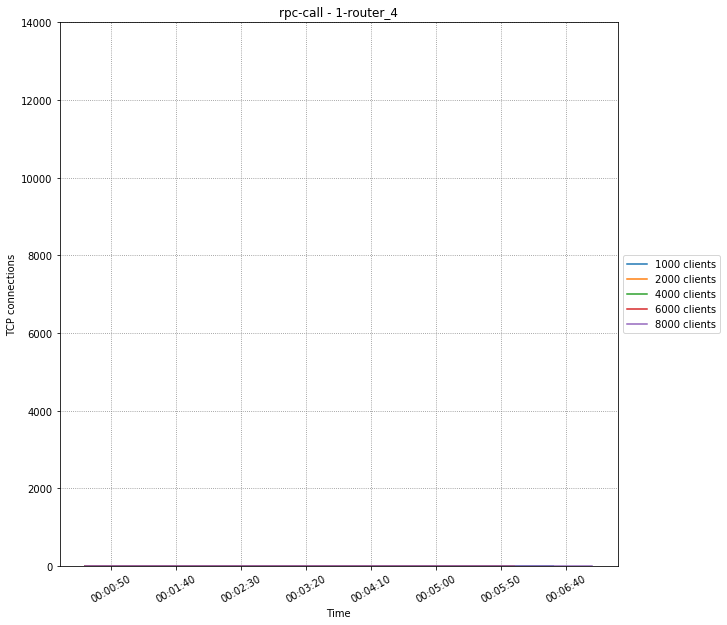 rpc-call - 1-router_4
14000
12000
10000
8000
6000
4000
2000
0
TCP connections
00:00:50
00:01:40
00:02:30
00:03:20
00:04:10
00:05:00
00:05:50
00:06:40
Time
1000 clients
2000 clients
4000 clients
6000 clients
8000 clients